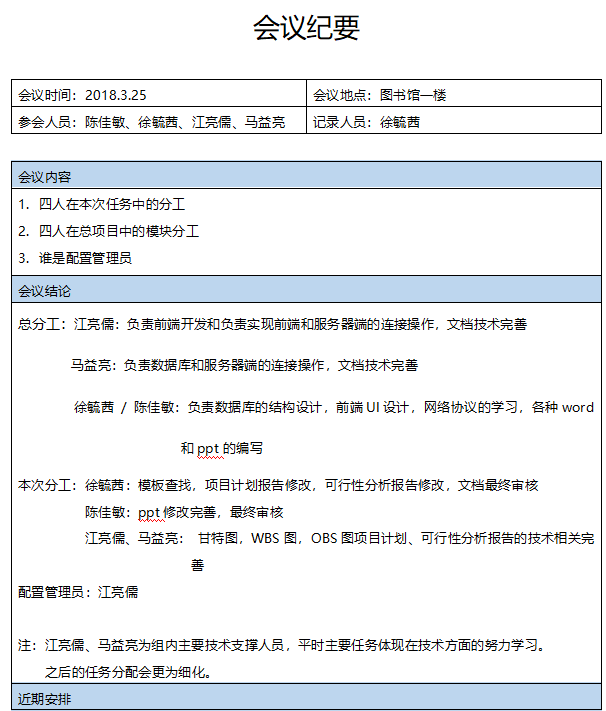 会议纪要
会议时间：2018.3.25
会议地点：图书馆一楼
参会人员：陈佳敏、徐毓茜、江亮儒、马益亮
记录人员：徐毓茜
会议内容
1. 四人在本次任务中的分工
2. 四人在总项目中的模块分工
3. 谁是配置管理员
会议结论
总分工：江亮儒：负责前端开发和负责实现前端和服务器端的连接操作，文档技术完善
马益亮：负责数据库和服务器端的连接操作，文档技术完善
徐毓茜 / 陈佳敏：负责数据库的结构设计，前端 UI 设计，网络协议的学习，各种 word
和 ppt 的编写
本次分工：徐毓茜：模板查找，项目计划报告修改，可行性分析报告修改，文档最终审核
陈佳敏：ppt 修改完善，最终审核
江亮儒、马益亮： 甘特图，WBS 图，OBS 图项目计划、可行性分析报告的技术相关完
善
配置管理员：江亮儒
注：江亮儒、马益亮为组内主要技术支撑人员，平时主要任务体现在技术方面的努力学习。
之后的任务分配会更为细化。
近期安排